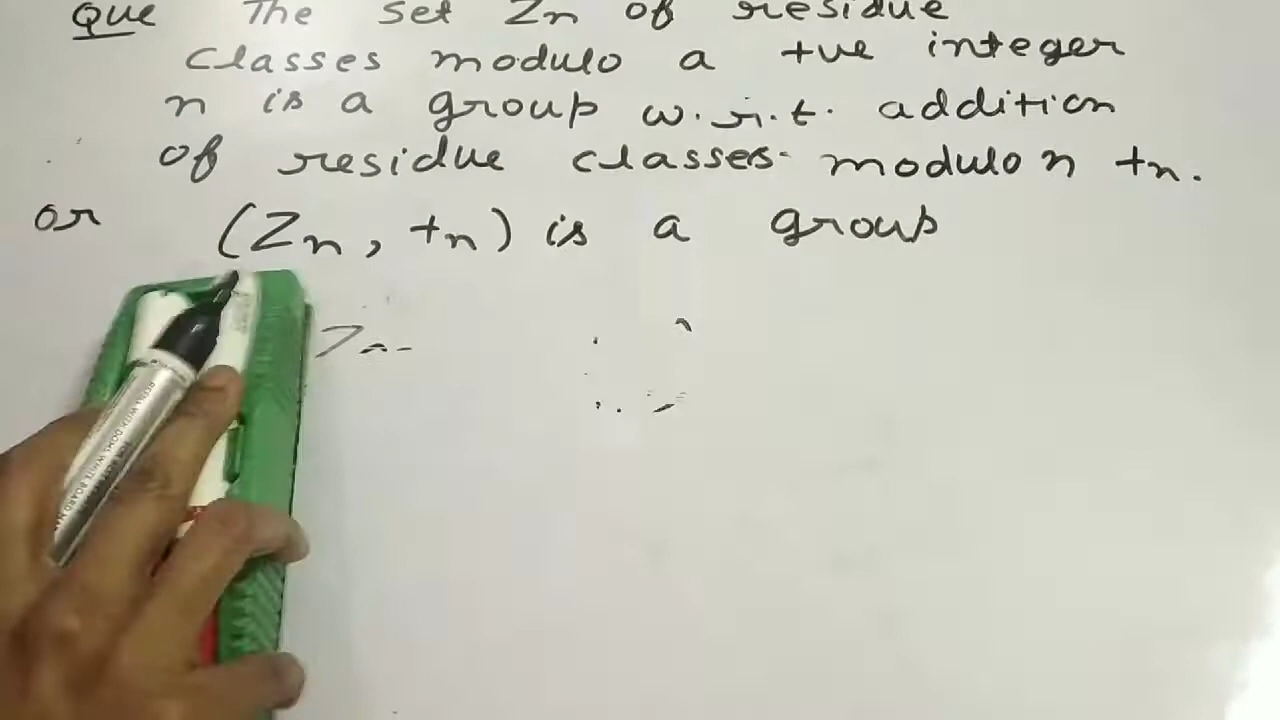 Que The set Zn of residue
classes modulo a +ve integer
n is a group w.r.t. addition
of residue classes modulo n +n.
or (Zn, +n) is a group